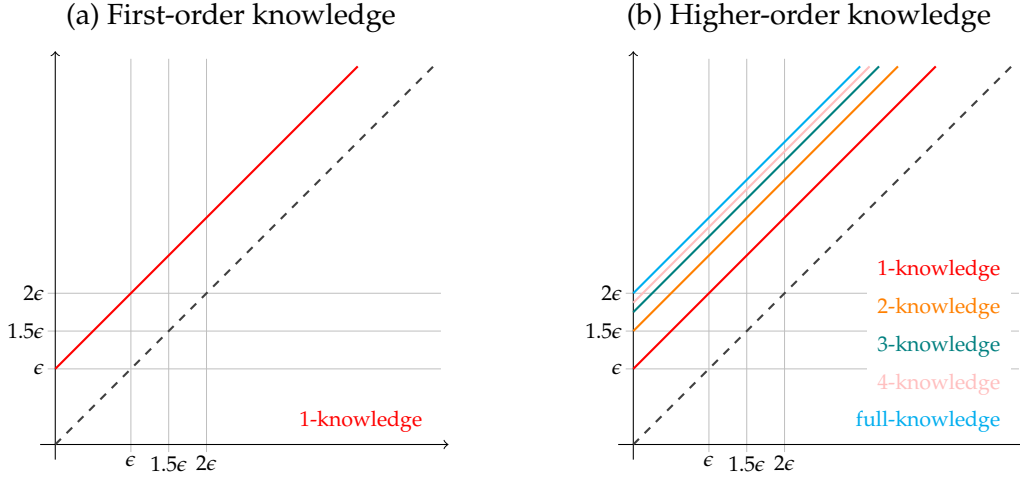 (a) First-order knowledge
2ϵ
1.5ϵ
ϵ
1-knowledge
ϵ 1.5ϵ 2ϵ
(b) Higher-order knowledge
1-knowledge
2ϵ
2-knowledge
1.5ϵ
3-knowledge
ϵ
4-knowledge
full-knowledge
ϵ 1.5ϵ 2ϵ